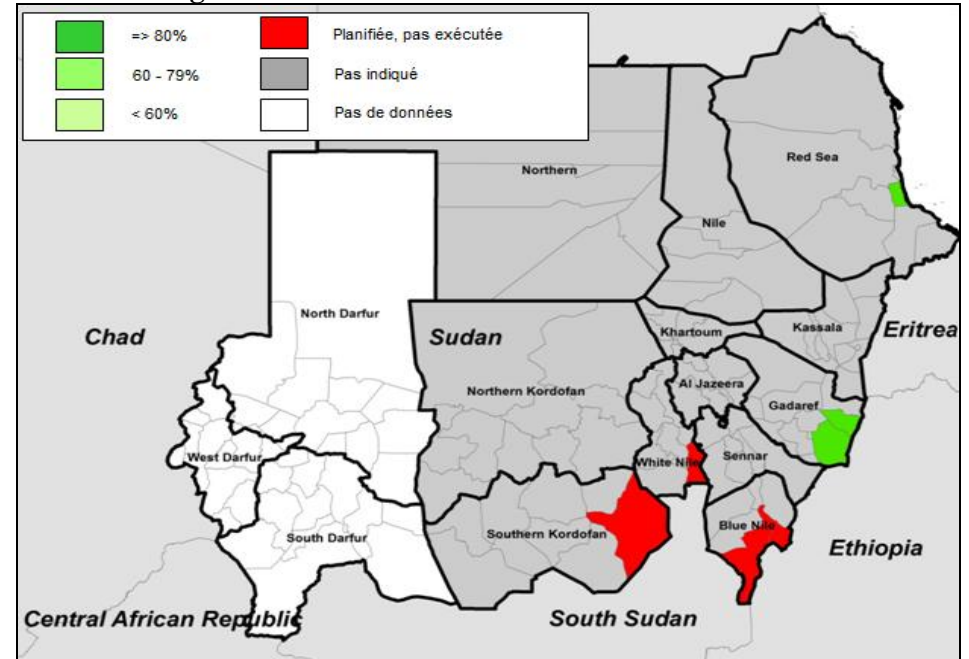 => 80%
Planifiée, pas exécutée
60 - 79%
Pas indiqué
< 60%
Pas de données
Red Sea
Northern
Nile
North Darfur
Chad
Sudan
Khartoum
Kassala
Eritrea
Al Jazeera
Northern Kordofan
Gadaref
West Darfur
White Nile
Sennar
Blue Nile
Southern Kordofan
South Darfur
Ethiopia
Central African Republic
South Sudan